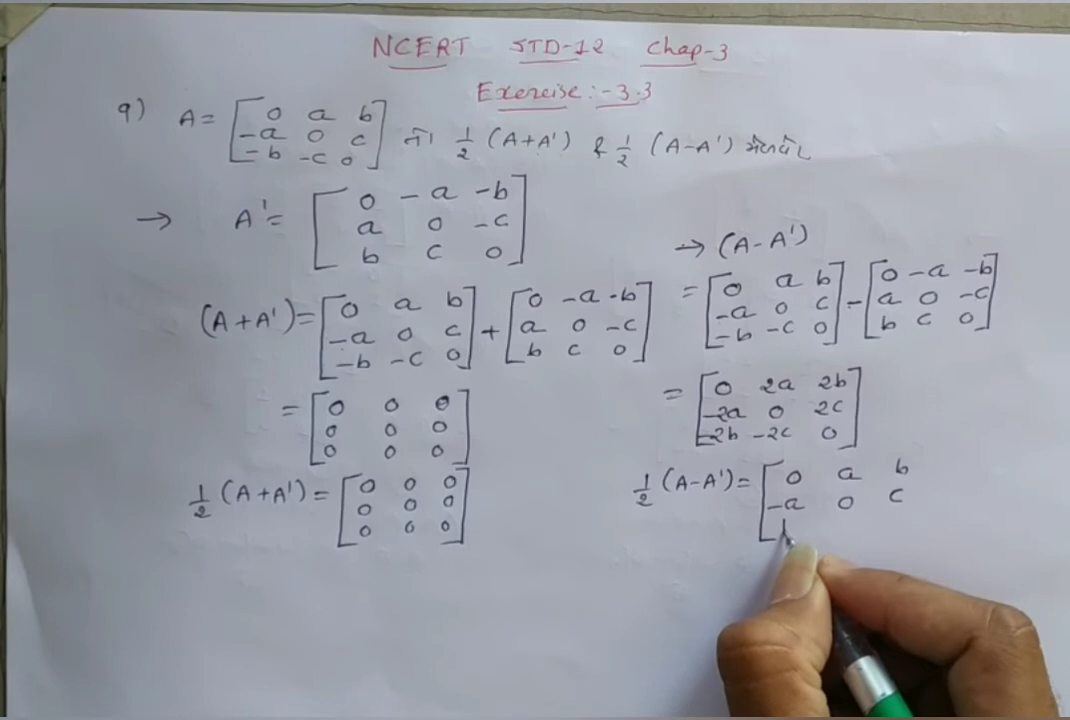 NCERT STD-12 Chap-3
Exercise:-3.3
9) A= [0 a b
-a 0 c
-b -c 0] તો 1/2 (A+A') & 1/2 (A-A') મેળવો.
→ A'= [0 -a -b
a 0 -c
b c 0]
(A+A')= [0 a b
-a 0 c
-b -c 0] + [0 -a -b
a 0 -c
b c 0]
= [0 0 0
0 0 0
0 0 0]
1/2 (A+A')= [0 0 0
0 0 0
0 0 0]
→ (A-A')
= [0 a b
-a 0 c
-b -c 0] - [0 -a -b
a 0 -c
b c 0]
= [0 2a 2b
-2a 0 2c
-2b -2c 0]
1/2 (A-A')= [0 a b
-a 0 c